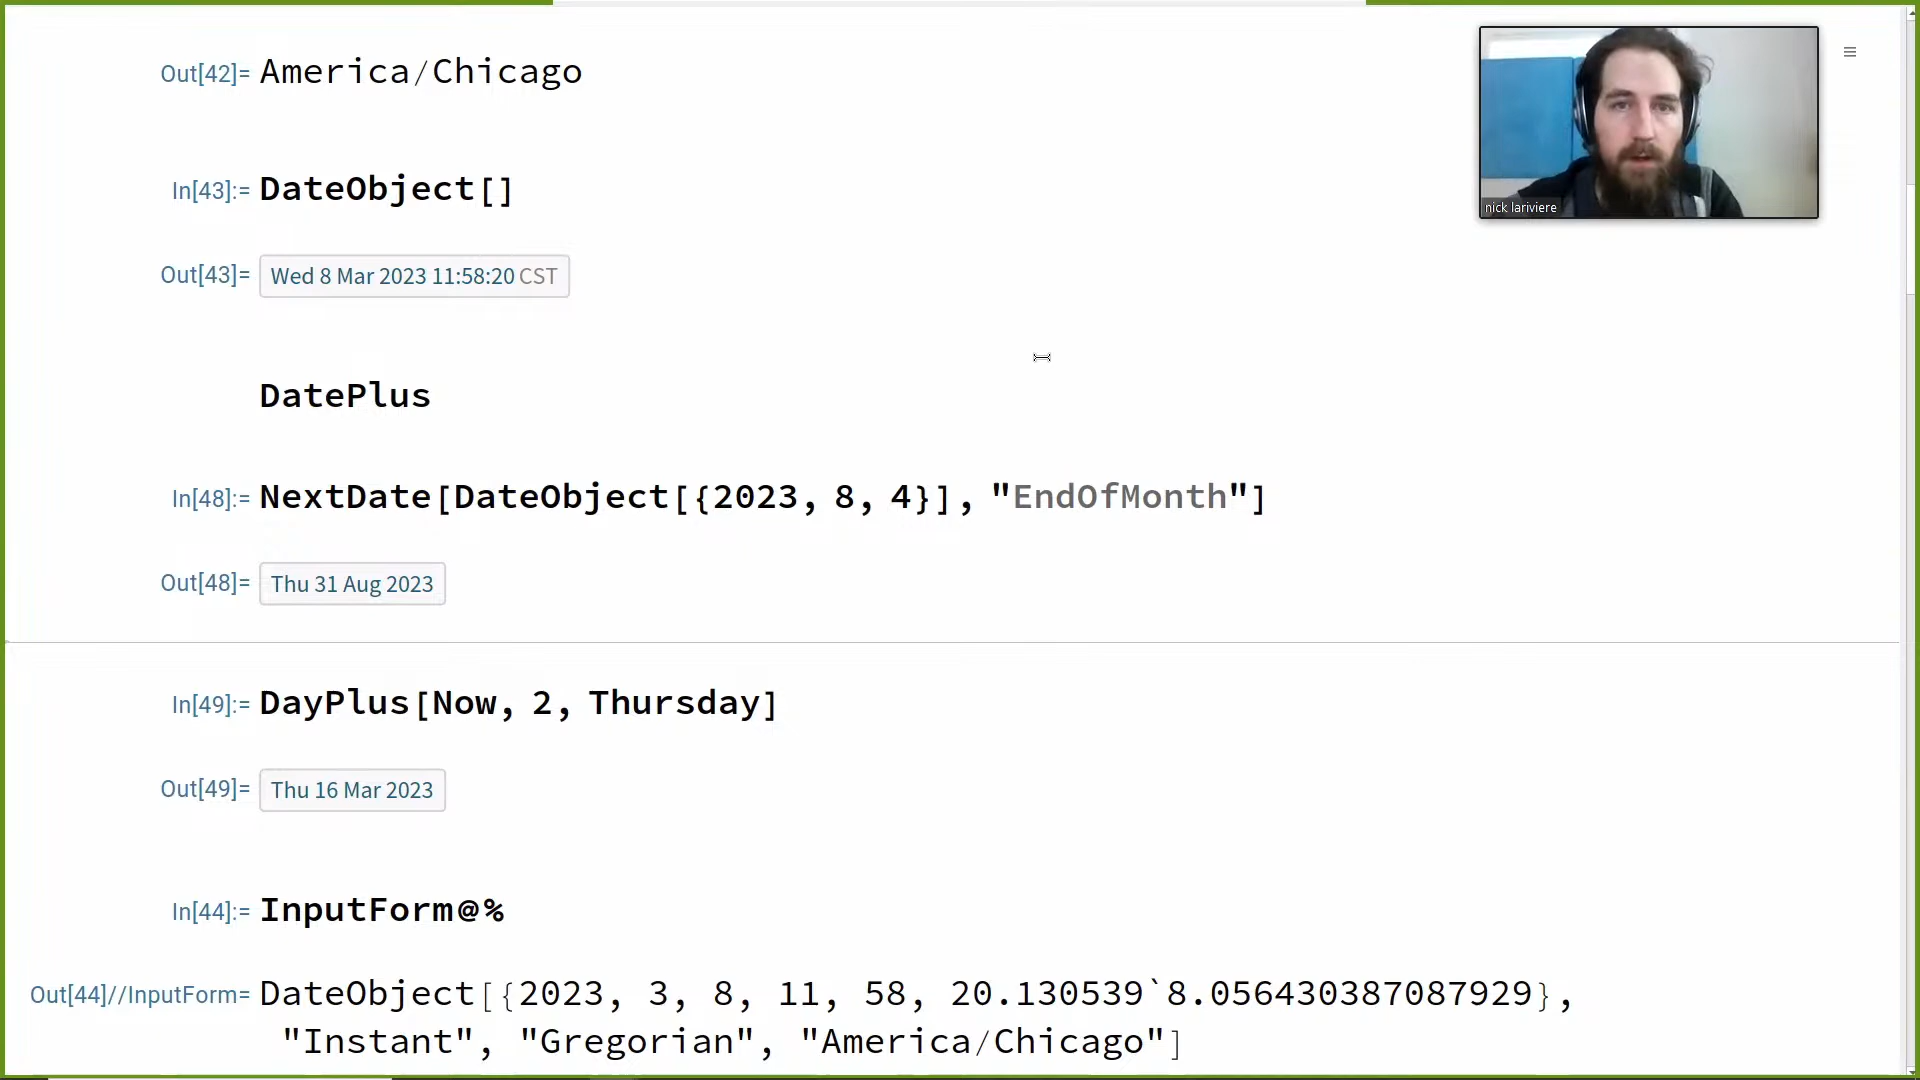 Out[42]= America/Chicago
In[43]:= DateObject[]
Out[43]= Wed 8 Mar 2023 11:58:20 CST
DatePlus
In[48]:= NextDate[DateObject[{2023, 8, 4}], "EndOfMonth"]
Out[48]= Thu 31 Aug 2023
In[49]:= DayPlus[Now, 2, Thursday]
Out[49]= Thu 16 Mar 2023
In[44]:= InputForm@%
Out[44]//InputForm= DateObject[{2023, 3, 8, 11, 58, 20.130539`8.056430387087929},
"Instant", "Gregorian", "America/Chicago"]
nick lariviere